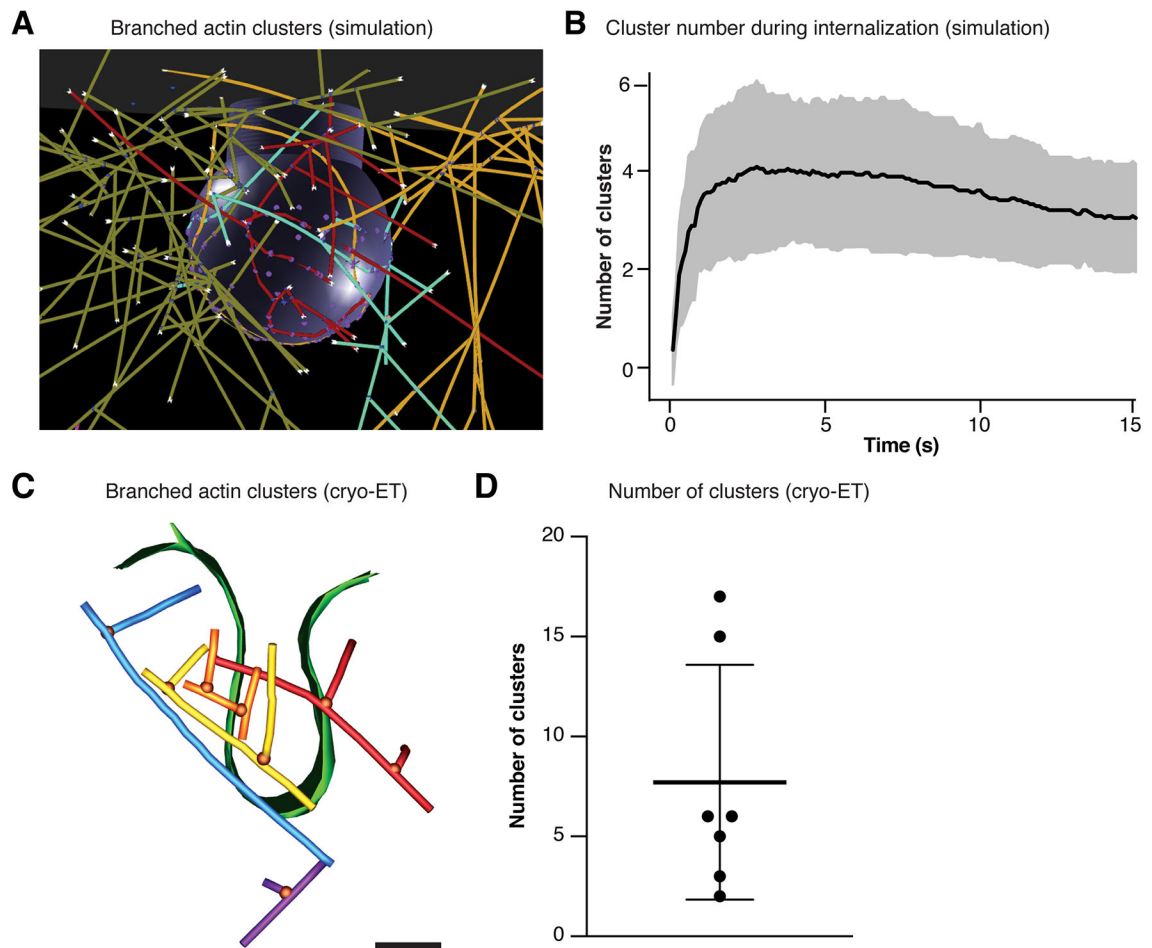 A Branched actin clusters (simulation)
B Cluster number during internalization (simulation)
Number of clusters
6
4
2
0
0 5 10 15
Time (s)
C Branched actin clusters (cryo-ET)
D Number of clusters (cryo-ET)
Number of clusters
20
15
10
5
0